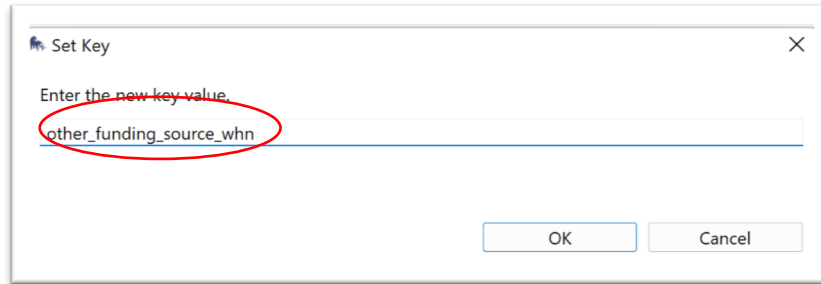 Set Key
Enter the new key value.
other_funding_source_whn
OK Cancel